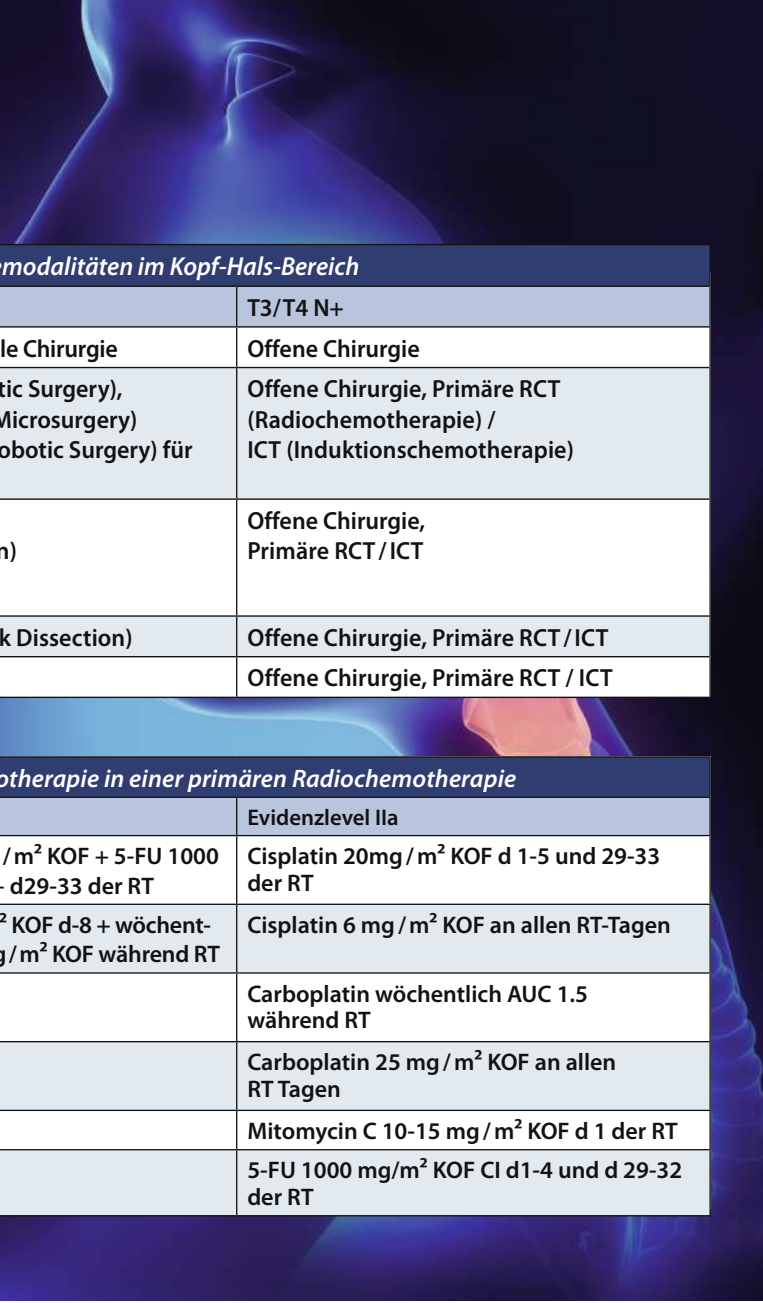 emodalitäten im Kopf-Hals-Bereich
T3/T4 N+
le Chirurgie
Offene Chirurgie
tic Surgery),
Microsurgery)
obotic Surgery) für
Offene Chirurgie, Primäre RCT
(Radiochemotherapie) /
ICT (Induktionschemotherapie)
n)
Offene Chirurgie,
Primäre RCT / ICT
k Dissection)
Offene Chirurgie, Primäre RCT / ICT
Offene Chirurgie, Primäre RCT / ICT
otherapie in einer primären Radiochemotherapie
Evidenzlevel IIa
/ m² KOF + 5-FU 1000
- d29-33 der RT
Cisplatin 20mg / m² KOF d 1-5 und 29-33
der RT
² KOF d-8 + wöchent-
g / m² KOF während RT
Cisplatin 6 mg / m² KOF an allen RT-Tagen
Carboplatin wöchentlich AUC 1.5
während RT
Carboplatin 25 mg / m² KOF an allen
RT Tagen
Mitomycin C 10-15 mg / m² KOF d 1 der RT
5-FU 1000 mg/m² KOF CI d1-4 und d 29-32
der RT